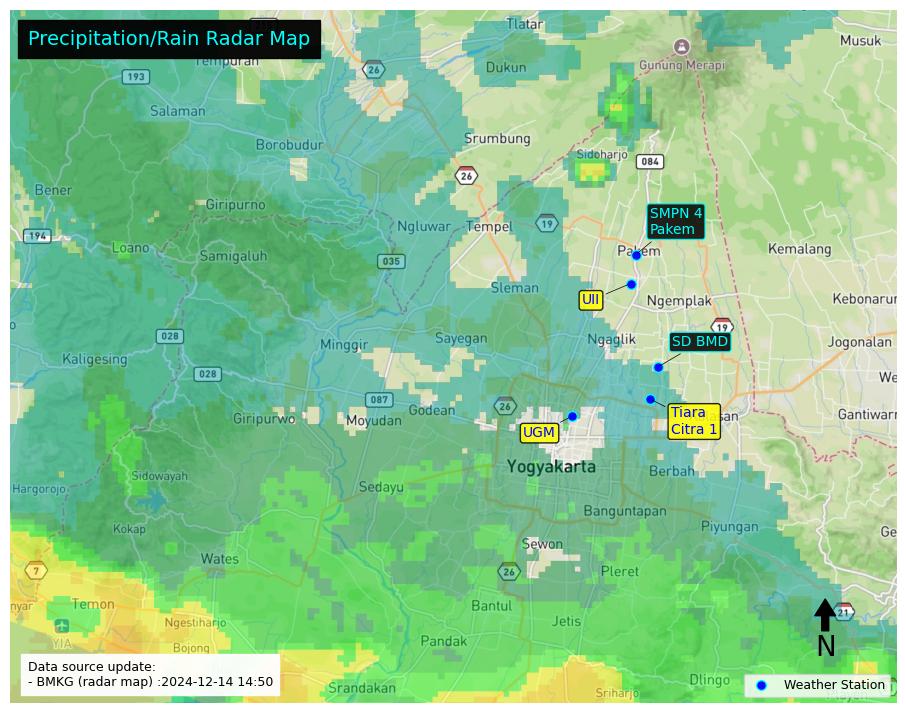 Precipitation/Rain Radar Map
Tlatar
Musuk
Tempuran
26
Dukun
Gunung Merapi
193
Salaman
Borobudur
Srumbung
Sidoharjo
084
26
Bener
Giripurno
SMPN 4
Pakem
194
Loano
Samigaluh
Ngluwar
Tempel
19
Pakem
Kemalang
035
Sleman
UII
Ngemplak
Kebonarum
028
Minggir
Sayegan
Ngaglik
19
SD BMD
Jogonalan
Kaligesing
028
087
Giripurwo
Moyudan
Godean
26
UGM
Tiara
Citra 1
Gantiwarno
Yogyakarta
Berbah
Sidowayah
Hargorojo
Sedayu
Banguntapan
Kokap
Piyungan
Wates
Sewon
7
26
Pleret
Temon
Bantul
21
Ngestiharjo
Jetis
YIA
Bojong
Pandak
N
Data source update:
- BMKG (radar map) :2024-12-14 14:50
Srandakan
Sriharjo
Dlingo
Weather Station